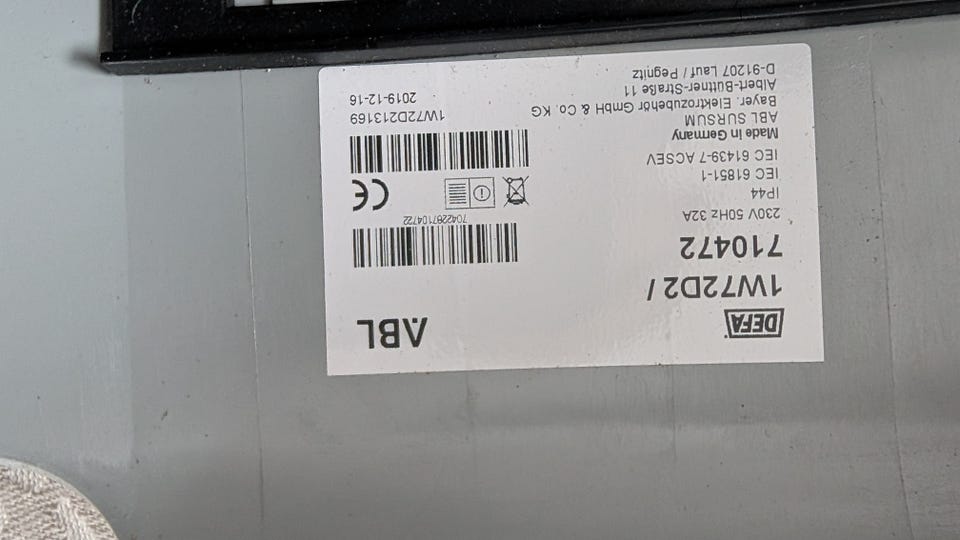 DEFA
ABL
1W72D2 /
710472
7042287104722
230V 50Hz 32A
IP44
IEC 61851-1
IEC 61439-7 ACSEV
CE
Made in Germany
ABL SURSUM
Bayer. Elektrozubehör GmbH & Co. KG
Albert-Büttner-Straße 11
D-91207 Lauf / Pegnitz
1W72D213169
2019-12-16